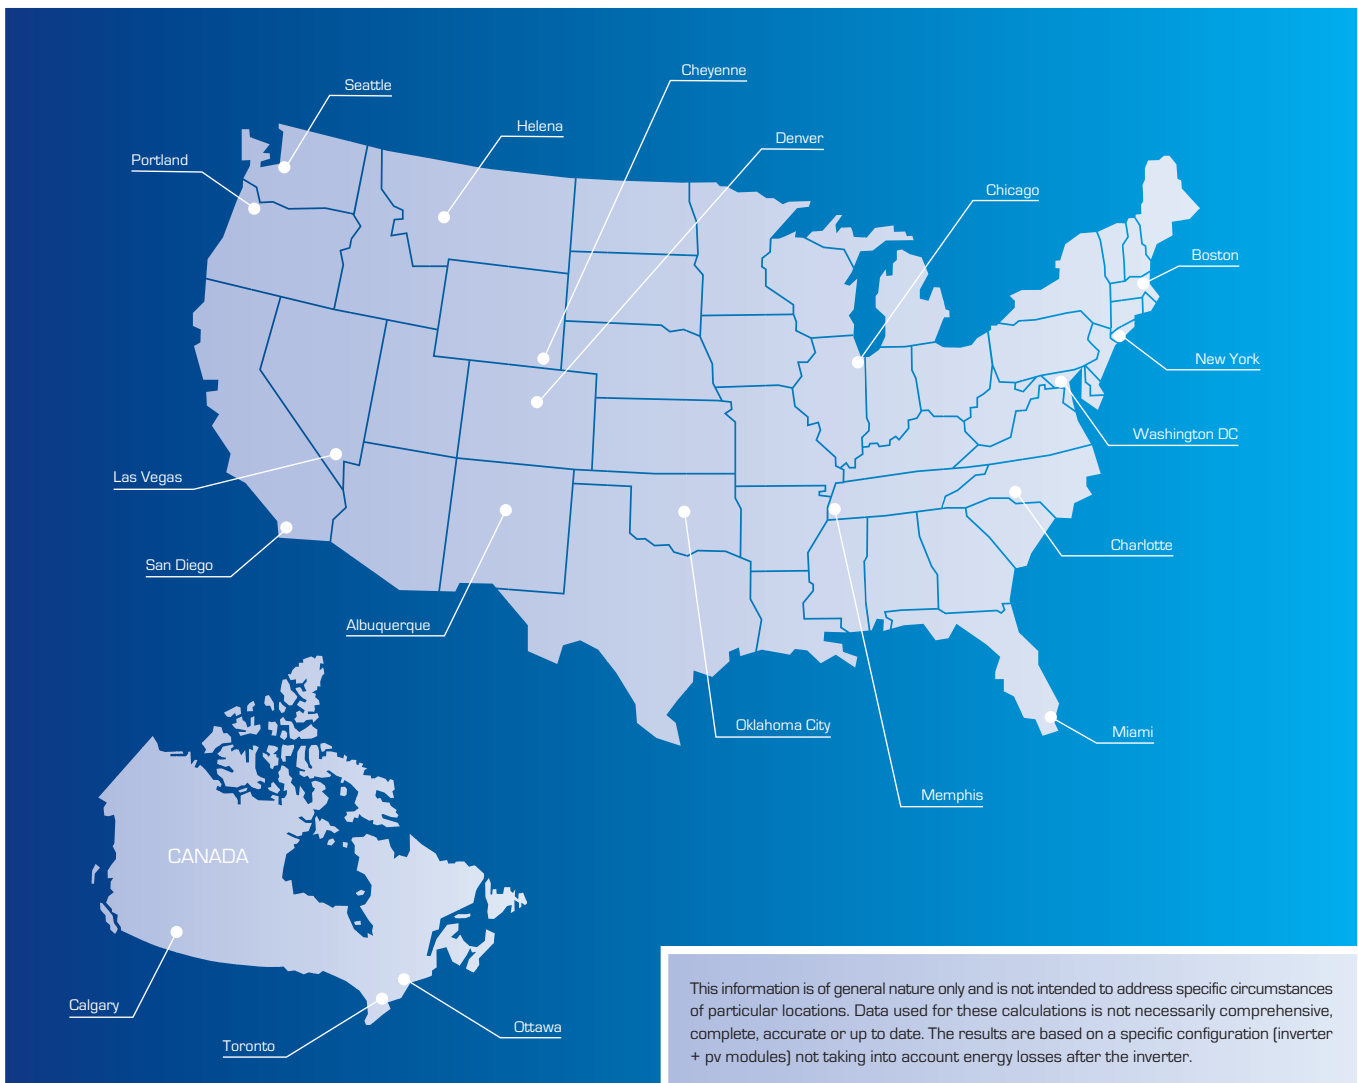 Cheyenne
Seattle
Helena
Denver
Portland
Chicago
Boston
New York
Washington DC
Las Vegas
Charlotte
San Diego
Albuquerque
Oklahoma City
Miami
Memphis
CANADA
Calgary
Ottawa
Toronto
This information is of general nature only and is not intended to address specific circumstances
of particular locations. Data used for these calculations is not necessarily comprehensive,
complete, accurate or up to date. The results are based on a specific configuration (inverter
+ pv modules) not taking into account energy losses after the inverter.